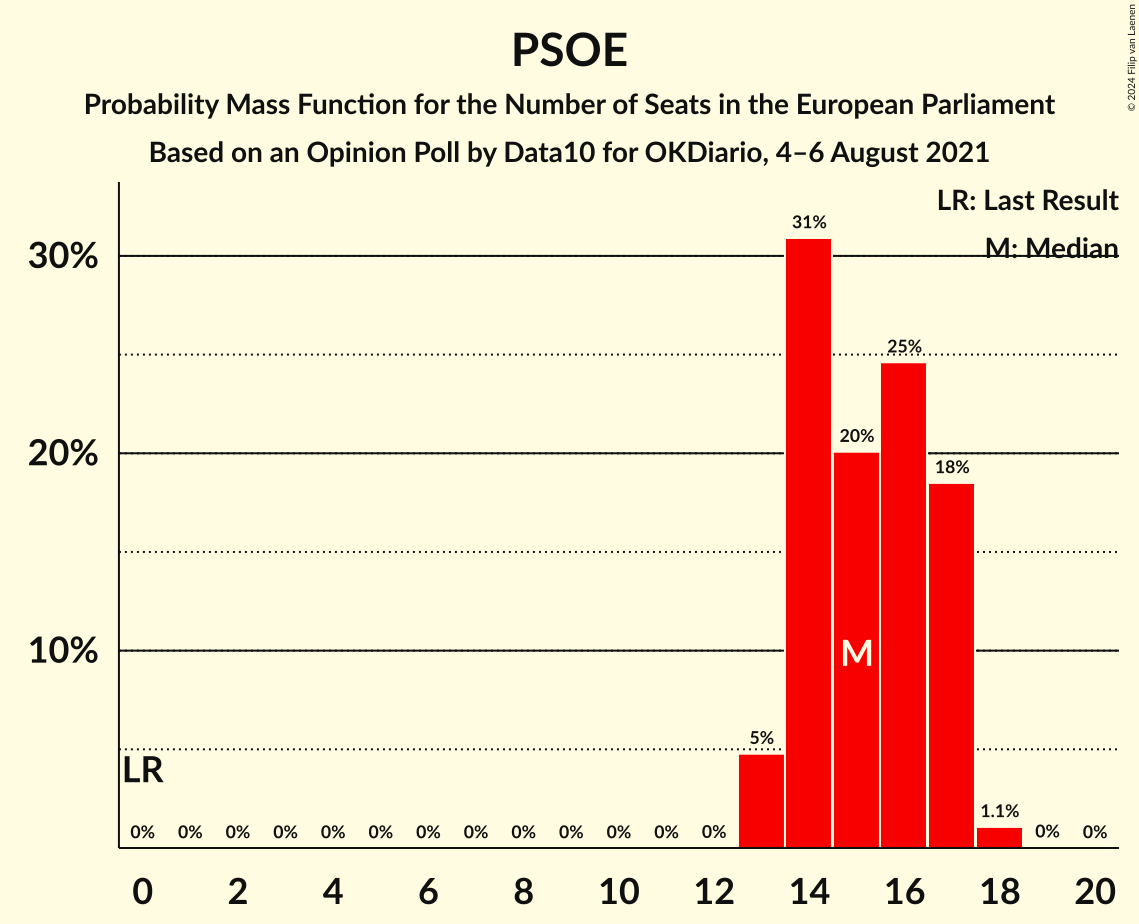 PSOE
Probability Mass Function for the Number of Seats in the European Parliament
Based on an Opinion Poll by Data10 for OKDiario, 4–6 August 2021
© 2024 Filip van Laenen
LR: Last Result
M: Median
30%
20%
10%
31%
25%
20%
18%
M
5%
LR
1.1%
0% 0% 0% 0% 0% 0% 0% 0% 0% 0% 0% 0% 0% 0% 0%
0 2 4 6 8 10 12 14 16 18 20